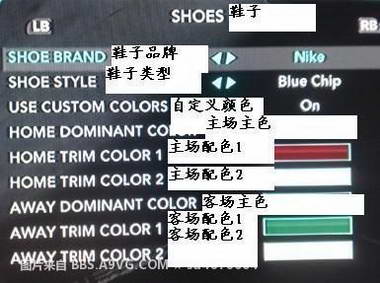 SHOES 鞋子
LB
RB
SHOE BRAND 鞋子品牌 Nike
SHOE STYLE 鞋子类型 Blue Chip
USE CUSTOM COLORS 自定义颜色 On
HOME DOMINANT COLOR 主场主色
HOME TRIM COLOR 1 主场配色1
HOME TRIM COLOR 2 主场配色2
AWAY DOMINANT COLOR 客场主色
AWAY TRIM COLOR 1 客场配色1
AWAY TRIM COLOR 2 客场配色2
图片来自 BBS.A9VG.COM